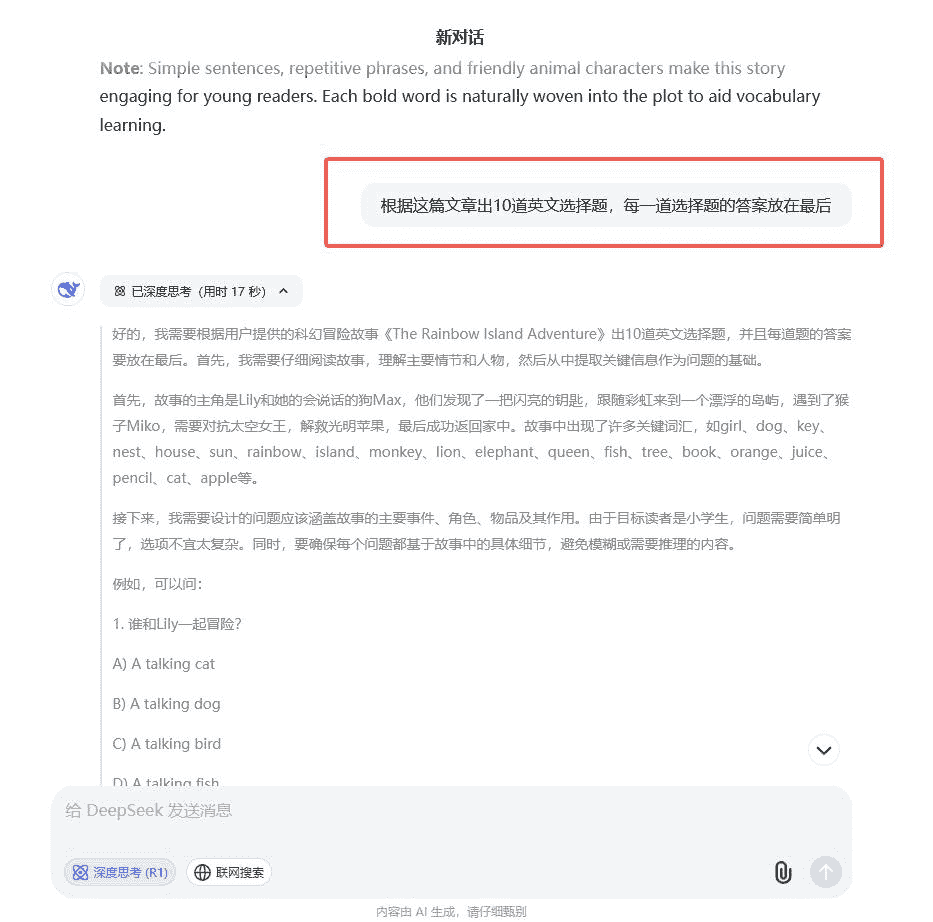 新对话
Note: Simple sentences, repetitive phrases, and friendly animal characters make this story
engaging for young readers. Each bold word is naturally woven into the plot to aid vocabulary
learning.
根据这篇文章出10道英文选择题，每一道选择题的答案放在最后
已深度思考（用时 17 秒）
好的，我需要根据用户提供的科幻冒险故事《The Rainbow Island Adventure》出10道英文选择题，并且每道题的答案
要放在最后。首先，我需要仔细阅读故事，理解主要情节和人物，然后从中提取关键信息作为问题的基础。
首先，故事的主角是Lily和她的会说话的狗Max，他们发现了一把闪亮的钥匙，跟随彩虹来到一个漂浮的岛屿，遇到了猴
子Miko，需要对抗太空女王，解救光明苹果，最后成功返回家中。故事中出现了许多关键词汇，如girl、dog、key、
nest、house、sun、rainbow、island、monkey、lion、elephant、queen、fish、tree、book、orange、juice、
pencil、cat、apple等。
接下来，我需要设计的问题应该涵盖故事的主要事件、角色、物品及其作用。由于目标读者是小学生，问题需要简单明
了，选项不宜太复杂。同时，要确保每个问题都基于故事中的具体细节，避免模糊或需要推理的内容。
例如，可以问：
1. 谁和Lily一起冒险？
A) A talking cat
B) A talking dog
C) A talking bird
D) A talking fish
给 DeepSeek 发送消息
深度思考 (R1)
联网搜索
内容由 AI 生成，请仔细甄别